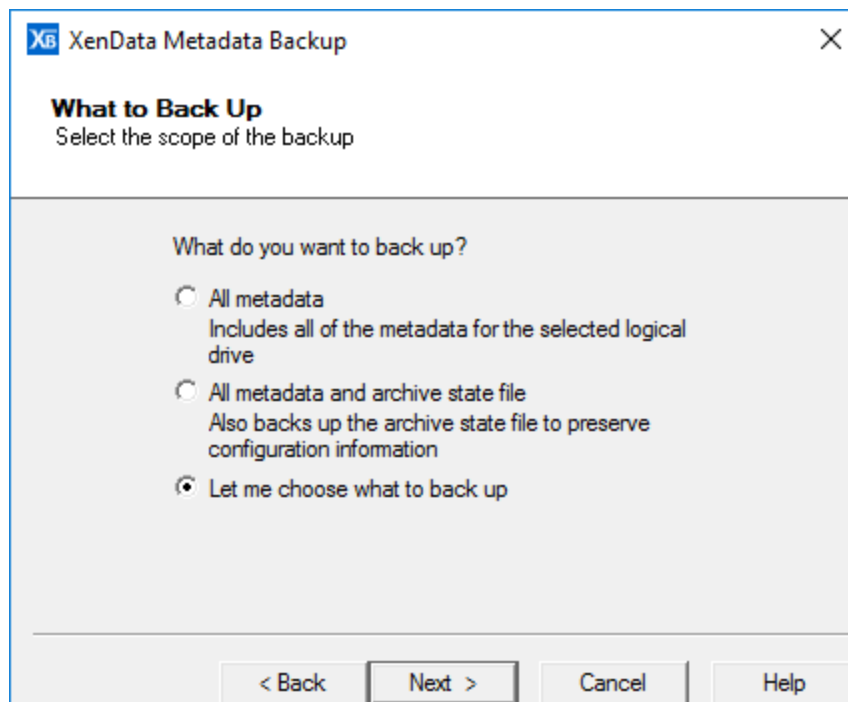 XB XenData Metadata Backup
What to Back Up
Select the scope of the backup
What do you want to back up?
All metadata
Includes all of the metadata for the selected logical
drive
All metadata and archive state file
Also backs up the archive state file to preserve
configuration information
Let me choose what to back up
< Back Next > Cancel Help